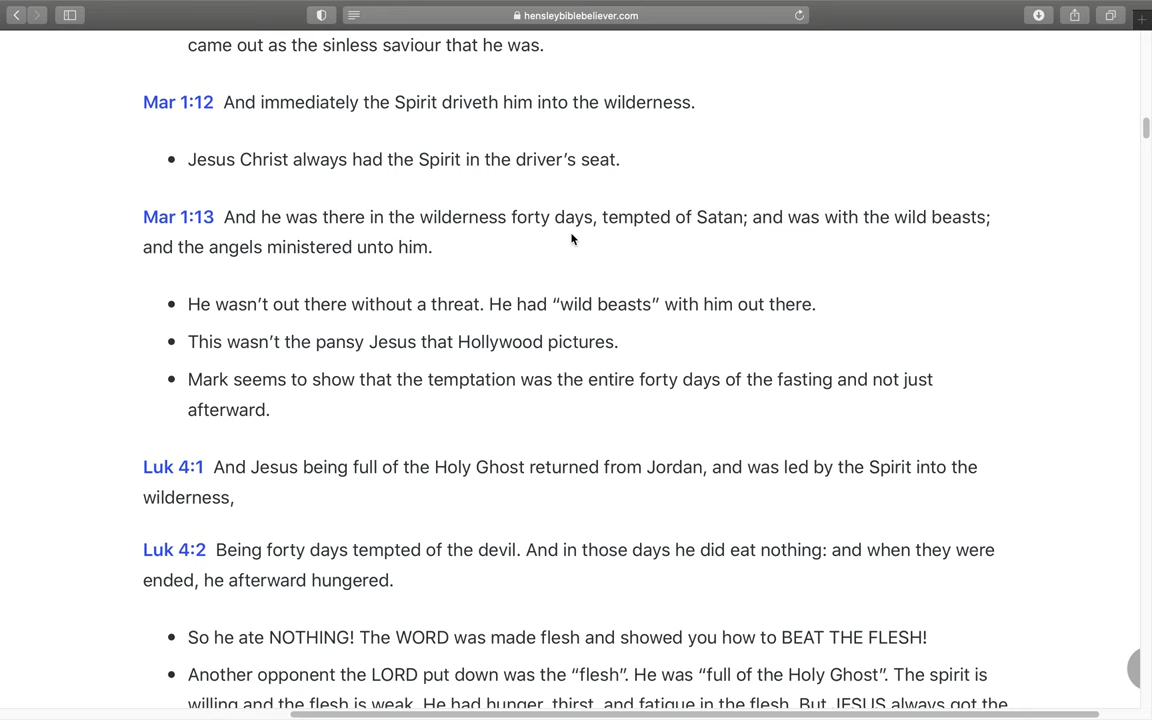 hensleybiblebeliever.com
came out as the sinless saviour that he was.
Mar 1:12 And immediately the Spirit driveth him into the wilderness.
• Jesus Christ always had the Spirit in the driver’s seat.
Mar 1:13 And he was there in the wilderness forty days, tempted of Satan; and was with the wild beasts;
and the angels ministered unto him.
• He wasn’t out there without a threat. He had “wild beasts” with him out there.
• This wasn’t the pansy Jesus that Hollywood pictures.
• Mark seems to show that the temptation was the entire forty days of the fasting and not just
afterward.
Luk 4:1 And Jesus being full of the Holy Ghost returned from Jordan, and was led by the Spirit into the
wilderness,
Luk 4:2 Being forty days tempted of the devil. And in those days he did eat nothing: and when they were
ended, he afterward hungered.
• So he ate NOTHING! The WORD was made flesh and showed you how to BEAT THE FLESH!
• Another opponent the LORD put down was the “flesh”. He was “full of the Holy Ghost”. The spirit is
willing and the flesh is weak. He had hunger, thirst, and fatigue in the flesh. But JESUS always got the